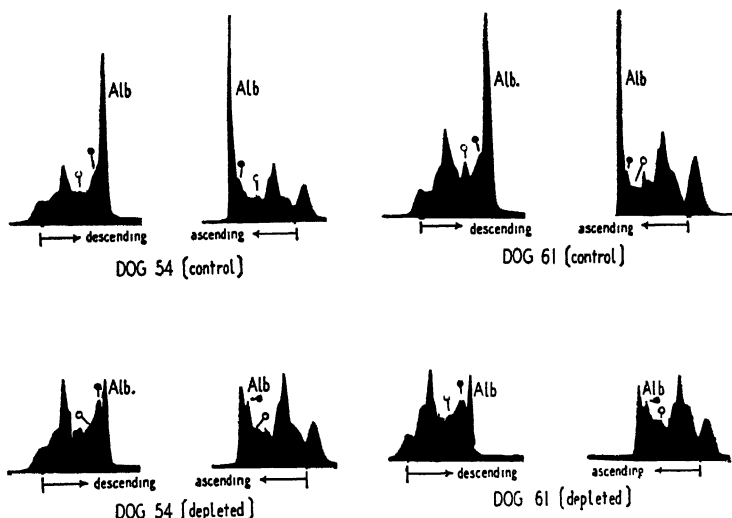 Alb
Alb
Alb.
Alb
descending
ascending
descending
ascending
DOG 54 (control)
DOG 61 (control)
Alb.
Alb
Alb
Alb
descending
ascending
descending
ascending
DOG 54 (depleted)
DOG 61 (depleted)